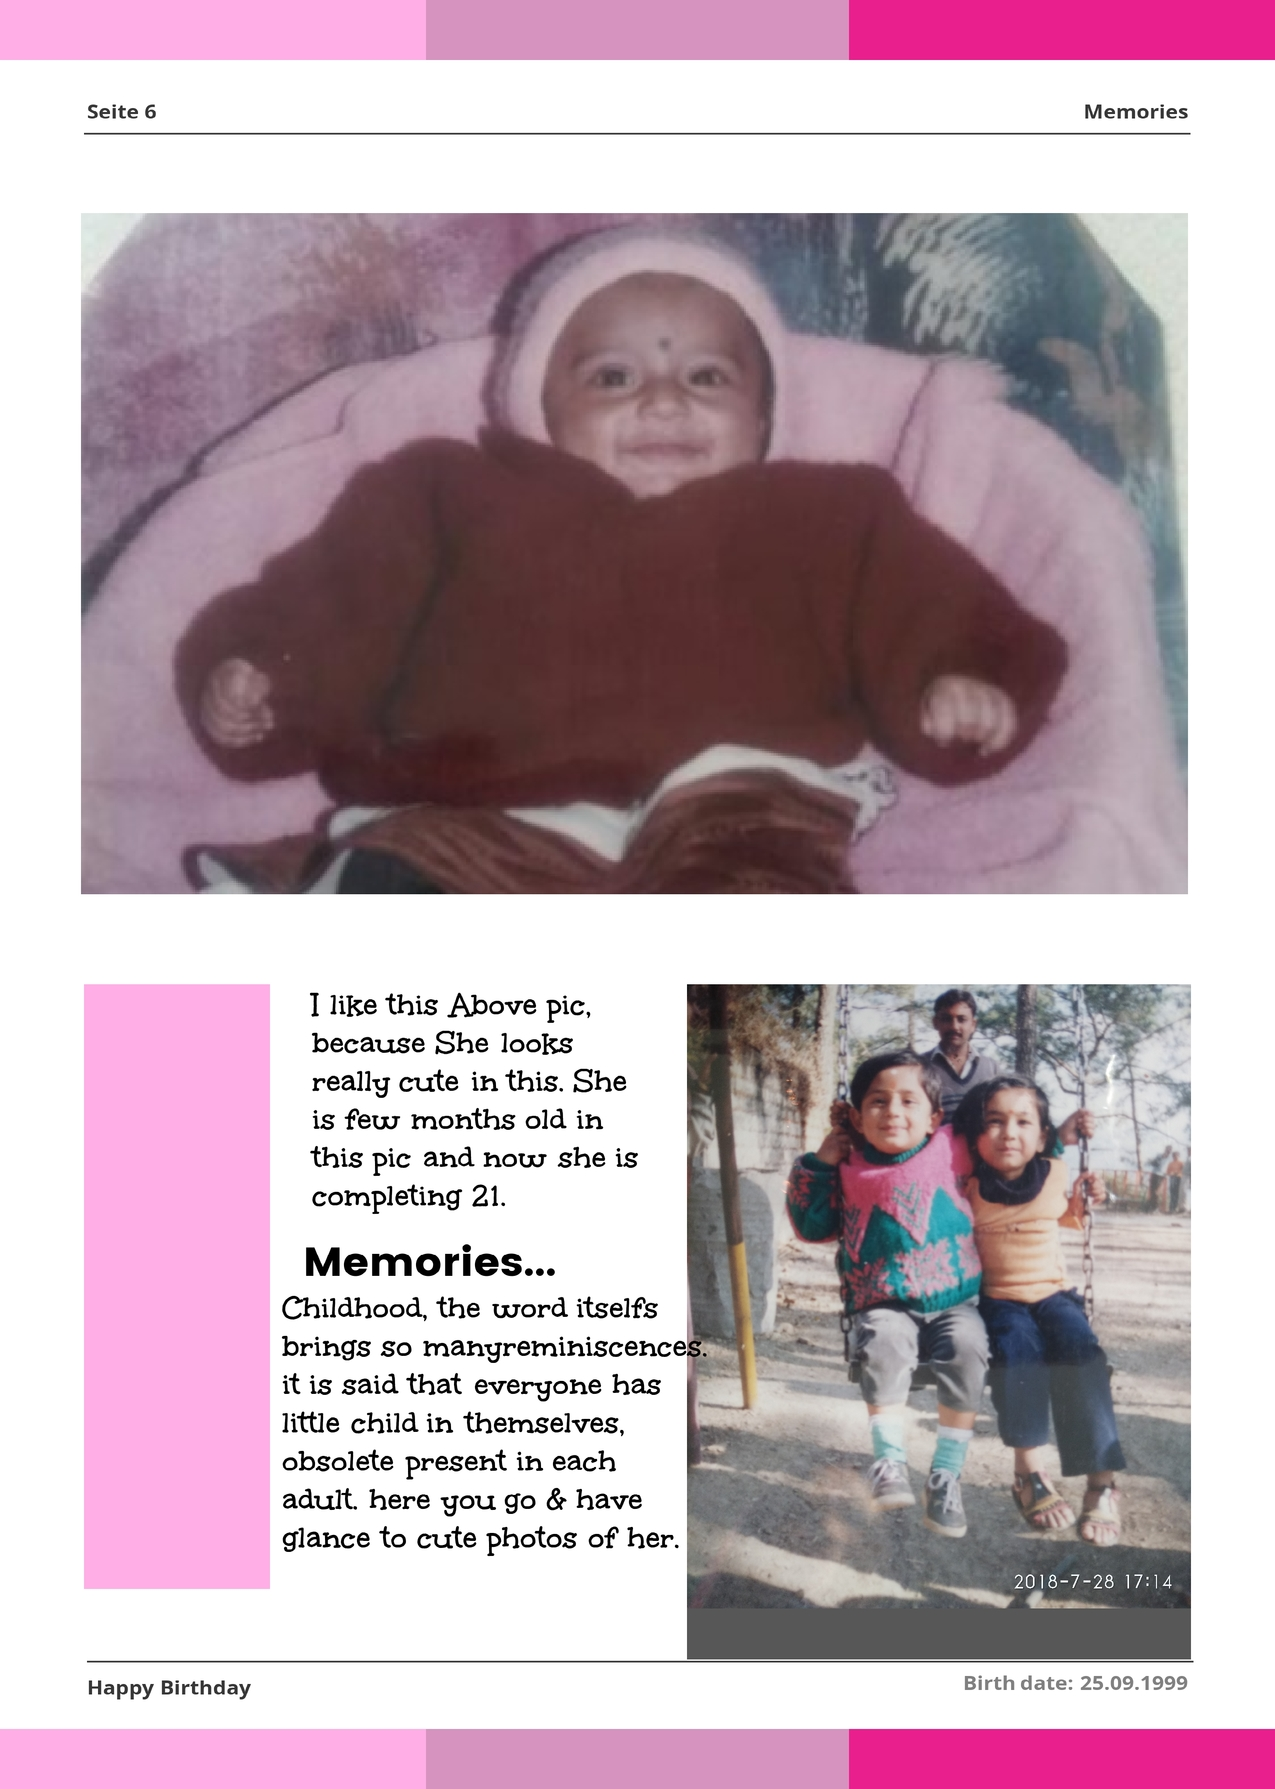 Seite 6
Memories
I like this Above pic,
because She looks
really cute in this. She
is few months old in
this pic and now she is
completing 21.
Memories...
Childhood, the word itselfs
brings so manyreminiscences.
it is said that everyone has
little child in themselves,
obsolete present in each
adult. here you go & have
glance to cute photos of her.
2018-7-28 17:14
Happy Birthday
Birth date: 25.09.1999